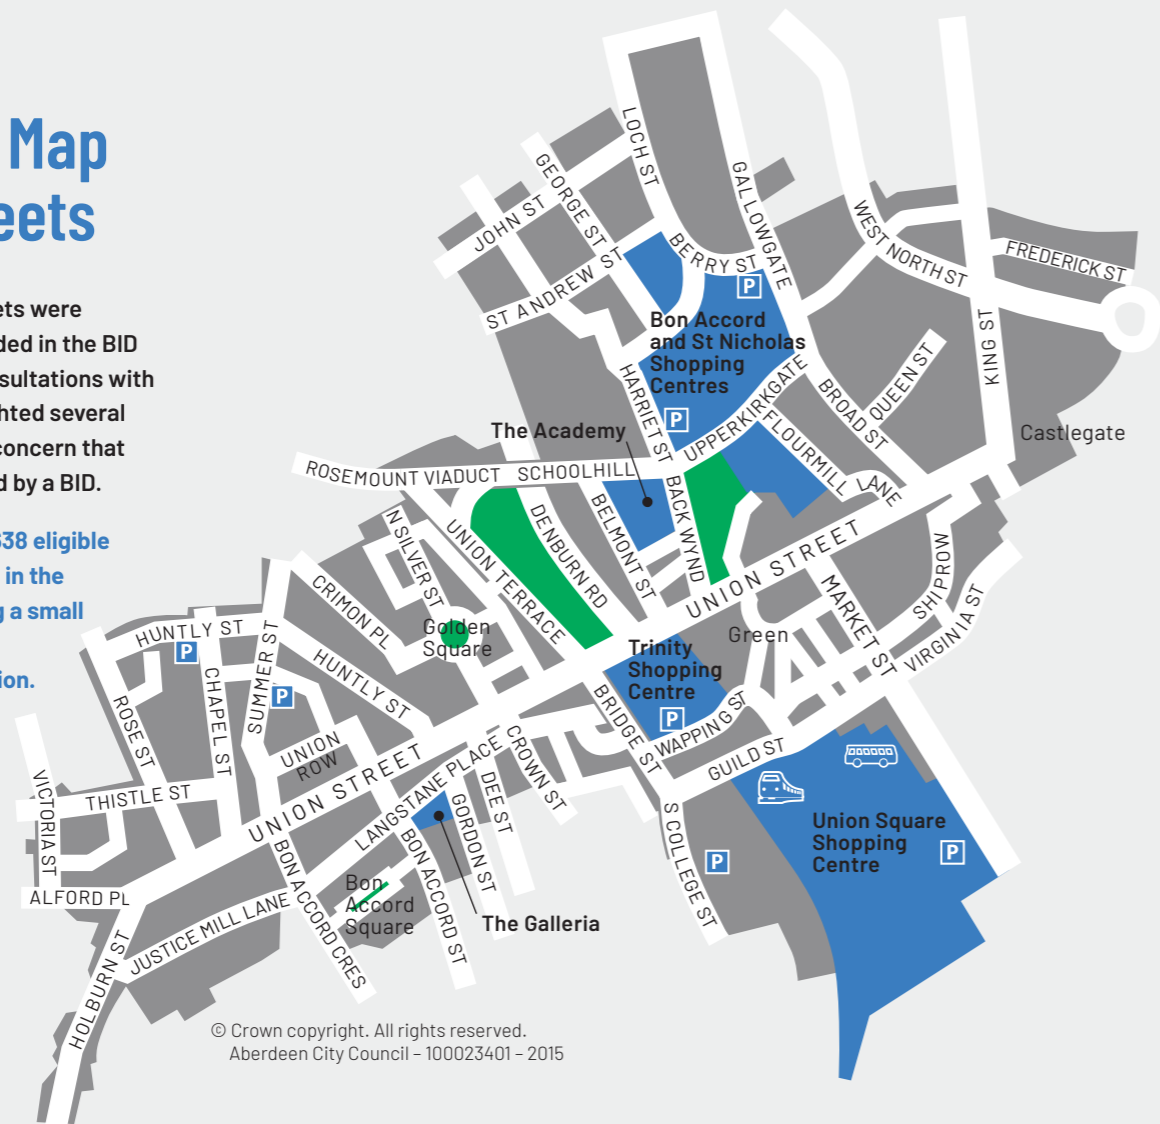 Map
eets
ets were
ded in the BID
sultations with
hted several
concern that
d by a BID.
638 eligible
in the
g a small
ion.
LOCH ST
GEORGE ST
JOHN ST
GALLOWGATE
ST ANDREW ST
BERRY ST
P
WEST NORTH ST
FREDERICK ST
KING ST
Bon Accord
and St Nicholas
Shopping
Centres
P
HARRIET ST
UPPERKIRKGATE
BROAD ST
QUEEN ST
FLOURMILL LANE
Castlegate
The Academy
ROSEMOUNT VIADUCT
SCHOOLHILL
BACK WYND
BELMONT ST
DENBURN RD
UNION TERRACE
N SILVER ST
UNION STREET
SHIPROW
VIRGINIA ST
MARKET ST
Green
Golden
Square
CRIMON PL
HUNTLY ST
P
HUNTLY ST
SUMMER ST
CHAPEL ST
ROSE ST
P
Trinity
Shopping
Centre
P
BRIDGE ST
WAPPING ST
GUILD ST
UNION
ROW
UNION STREET
LANGSTANE PLACE
CROWN ST
DEE ST
GORDON ST
VICTORIA ST
THISTLE ST
S COLLEGE ST
P
Union Square
Shopping
Centre
P
BON ACCORD ST
BON ACCORD CRES
Bon
Accord
Square
The Galleria
ALFORD PL
JUSTICE MILL LANE
HOLBURN ST
© Crown copyright. All rights reserved.
Aberdeen City Council – 100023401 – 2015